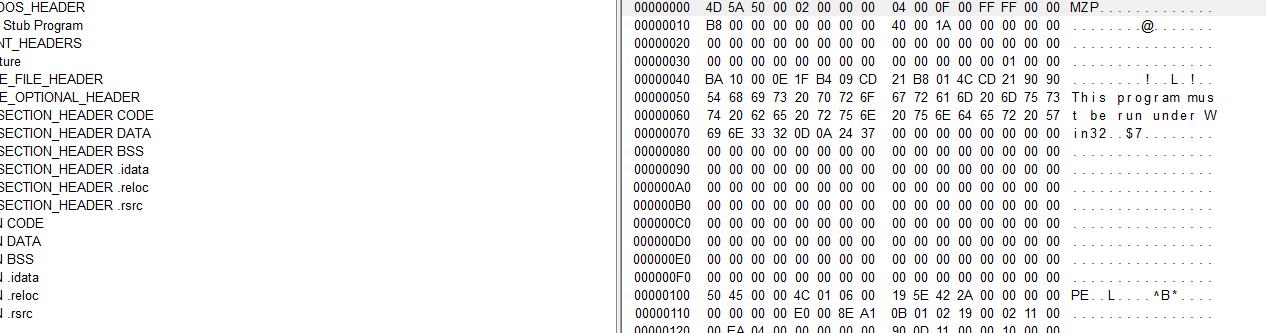 DOS_HEADER
Stub Program
NT_HEADERS
ture
E_FILE_HEADER
E_OPTIONAL_HEADER
SECTION_HEADER CODE
SECTION_HEADER DATA
SECTION_HEADER BSS
SECTION_HEADER .idata
SECTION_HEADER .reloc
SECTION_HEADER .rsrc
CODE
DATA
BSS
.idata
.reloc
.rsrc
00000000 4D 5A 50 00 02 00 00 00 04 00 0F 00 FF FF 00 00 MZP.............
00000010 B8 00 00 00 00 00 00 00 40 00 1A 00 00 00 00 00 ........@.......
00000020 00 00 00 00 00 00 00 00 00 00 00 00 00 00 00 00 ................
00000030 00 00 00 00 00 00 00 00 00 00 00 00 00 01 00 00 ................
00000040 BA 10 00 0E 1F B4 09 CD 21 B8 01 4C CD 21 90 90 ........!..L.!..
00000050 54 68 69 73 20 70 72 6F 67 72 61 6D 20 6D 75 73 This program mus
00000060 74 20 62 65 20 72 75 6E 20 75 6E 64 65 72 20 57 t be run under W
00000070 69 6E 33 32 0D 0A 24 37 00 00 00 00 00 00 00 00 in32..$7........
00000080 00 00 00 00 00 00 00 00 00 00 00 00 00 00 00 00 ................
00000090 00 00 00 00 00 00 00 00 00 00 00 00 00 00 00 00 ................
000000A0 00 00 00 00 00 00 00 00 00 00 00 00 00 00 00 00 ................
000000B0 00 00 00 00 00 00 00 00 00 00 00 00 00 00 00 00 ................
000000C0 00 00 00 00 00 00 00 00 00 00 00 00 00 00 00 00 ................
000000D0 00 00 00 00 00 00 00 00 00 00 00 00 00 00 00 00 ................
000000E0 00 00 00 00 00 00 00 00 00 00 00 00 00 00 00 00 ................
000000F0 00 00 00 00 00 00 00 00 00 00 00 00 00 00 00 00 ................
00000100 50 45 00 00 4C 01 06 00 19 5E 42 2A 00 00 00 00 PE..L....^B*....
00000110 00 00 00 00 E0 00 8E A1 0B 01 02 19 00 02 11 00 ................
00000120 00 EA 04 00 00 00 00 00 90 0D 11 00 00 10 00 00